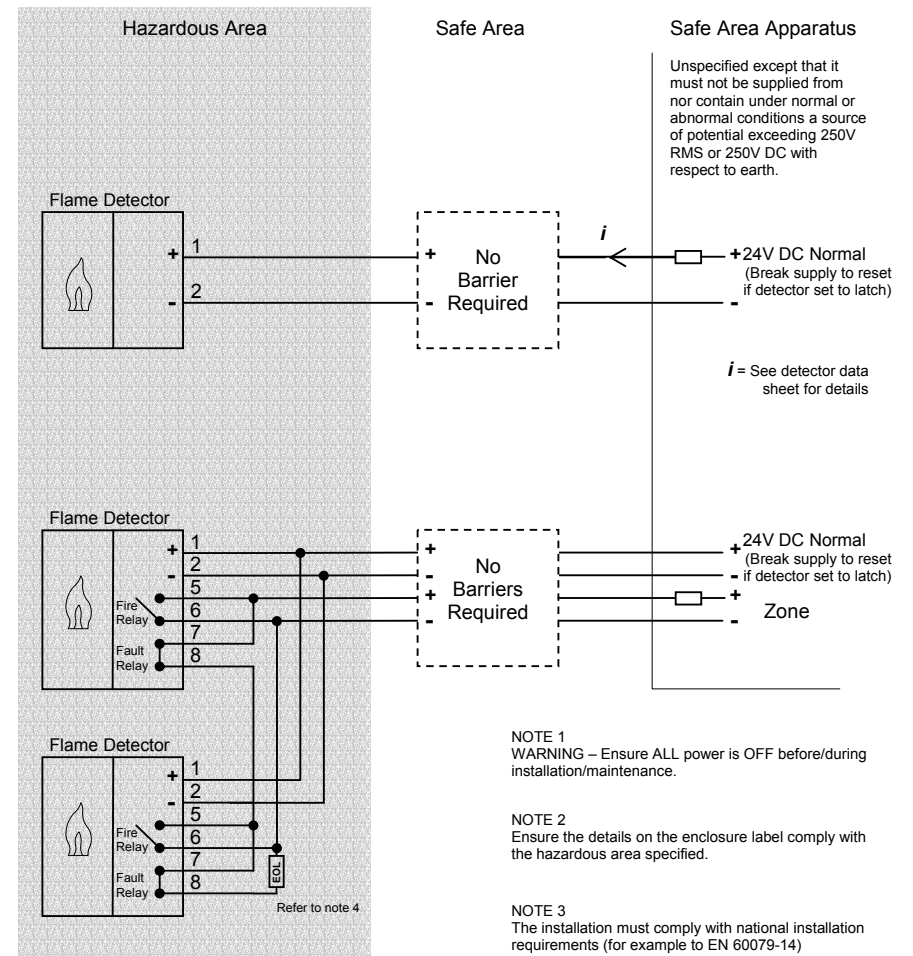 Hazardous Area
Safe Area
Safe Area Apparatus
Unspecified except that it
must not be supplied from
nor contain under normal or
abnormal conditions a source
of potential exceeding 250V
RMS or 250V DC with
respect to earth.
Flame Detector
+ 1
- 2
+ No
Barrier
- Required
i
+24V DC Normal
(Break supply to reset
if detector set to latch)
-
i = See detector data
sheet for details
Flame Detector
+ 1
- 2
5
Fire
Relay
6
7
Fault
Relay
8
+
-
+
-
No
Barriers
Required
+24V DC Normal
(Break supply to reset
- if detector set to latch)
+
-
Zone
Flame Detector
+ 1
- 2
5
Fire
Relay
6
7
Fault
Relay
8
EOL
Refer to note 4
NOTE 1
WARNING – Ensure ALL power is OFF before/during
installation/maintenance.
NOTE 2
Ensure the details on the enclosure label comply with
the hazardous area specified.
NOTE 3
The installation must comply with national installation
requirements (for example to EN 60079-14)